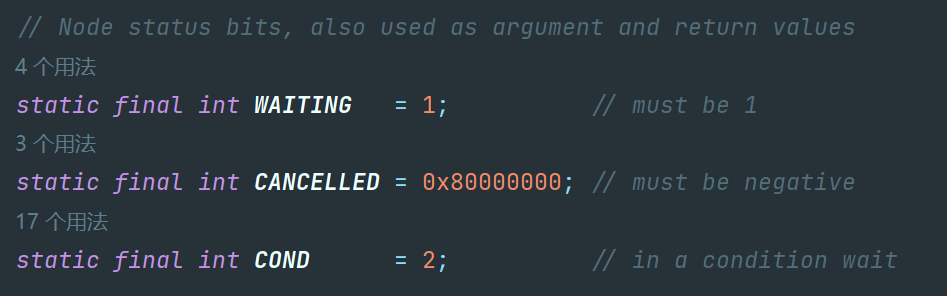 // Node status bits, also used as argument and return values
4 个用法
static final int WAITING   = 1;          // must be 1
3 个用法
static final int CANCELLED = 0x80000000; // must be negative
17 个用法
static final int COND      = 2;          // in a condition wait